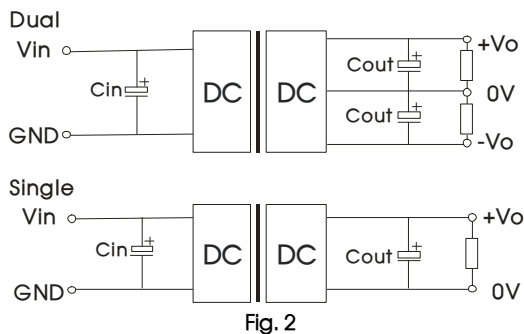 Dual
Vin
+Vo
Cin
+
DC
DC
Cout
+
0V
Cout
+
GND
-Vo
Single
Vin
+Vo
Cin
+
DC
DC
Cout
+
GND
0V
Fig. 2